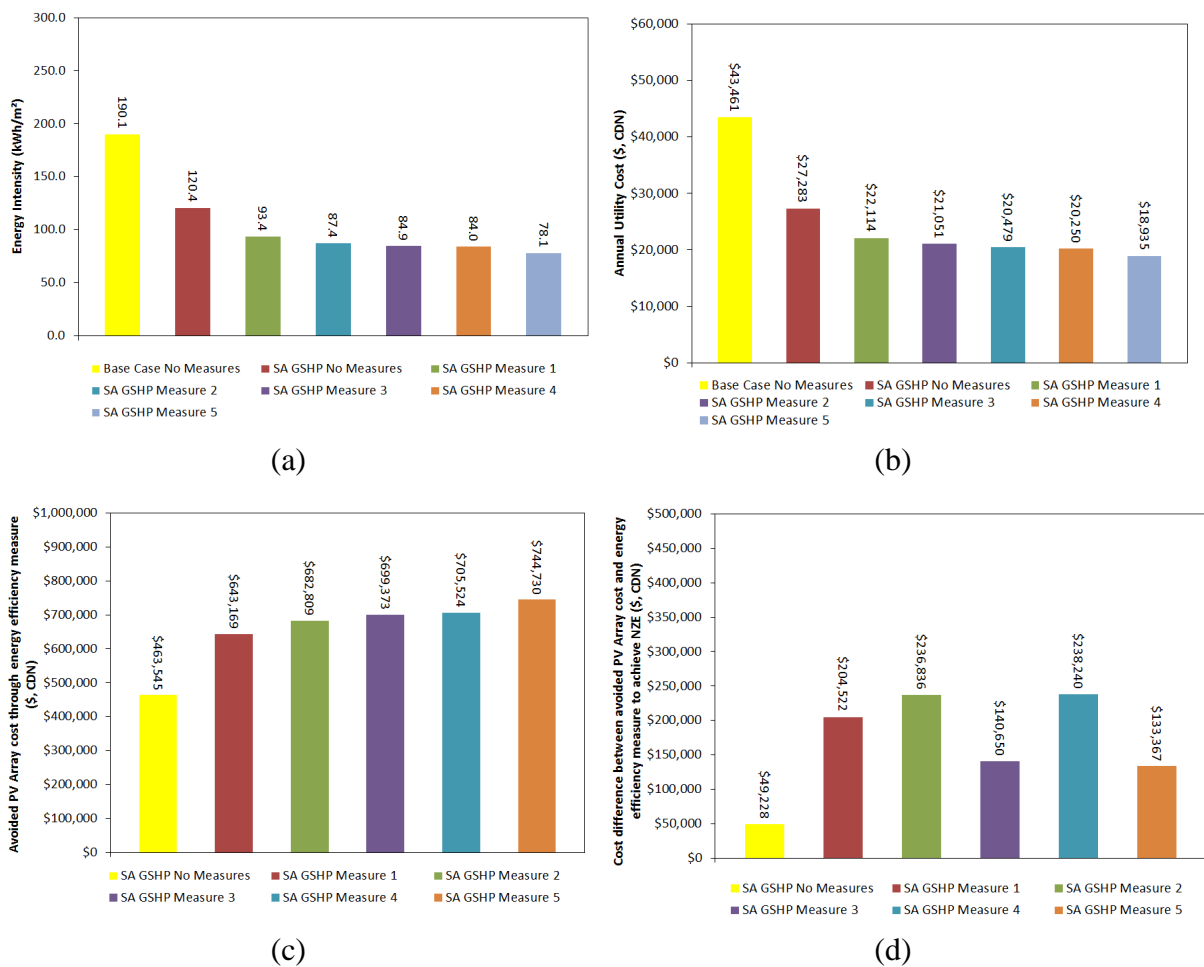 300.0
250.0
200.0
150.0
100.0
50.0
0.0
Energy Intensity (kWh/m²)
190.1
120.4
93.4
87.4
84.9
84.0
78.1
Base Case No Measures
SA GSHP No Measures
SA GSHP Measure 1
SA GSHP Measure 2
SA GSHP Measure 3
SA GSHP Measure 4
SA GSHP Measure 5
(a)
$60,000
$50,000
$40,000
$30,000
$20,000
$10,000
$0
Annual Utility Cost ($, CDN)
$43,461
$27,283
$22,114
$21,051
$20,479
$20,250
$18,935
Base Case No Measures
SA GSHP No Measures
SA GSHP Measure 1
SA GSHP Measure 2
SA GSHP Measure 3
SA GSHP Measure 4
SA GSHP Measure 5
(b)
$1,000,000
$900,000
$800,000
$700,000
$600,000
$500,000
$400,000
$300,000
$200,000
$100,000
$0
Avoided PV Array cost through energy efficiency measure
($, CDN)
$463,545
$643,169
$682,809
$699,373
$705,524
$744,730
SA GSHP No Measures
SA GSHP Measure 1
SA GSHP Measure 2
SA GSHP Measure 3
SA GSHP Measure 4
SA GSHP Measure 5
(c)
$500,000
$450,000
$400,000
$350,000
$300,000
$250,000
$200,000
$150,000
$100,000
$50,000
$0
Cost difference between avoided PV Array cost and energy
efficiency measure to achieve NZE ($, CDN)
$49,228
$204,522
$236,836
$140,650
$238,240
$133,367
SA GSHP No Measures
SA GSHP Measure 1
SA GSHP Measure 2
SA GSHP Measure 3
SA GSHP Measure 4
SA GSHP Measure 5
(d)